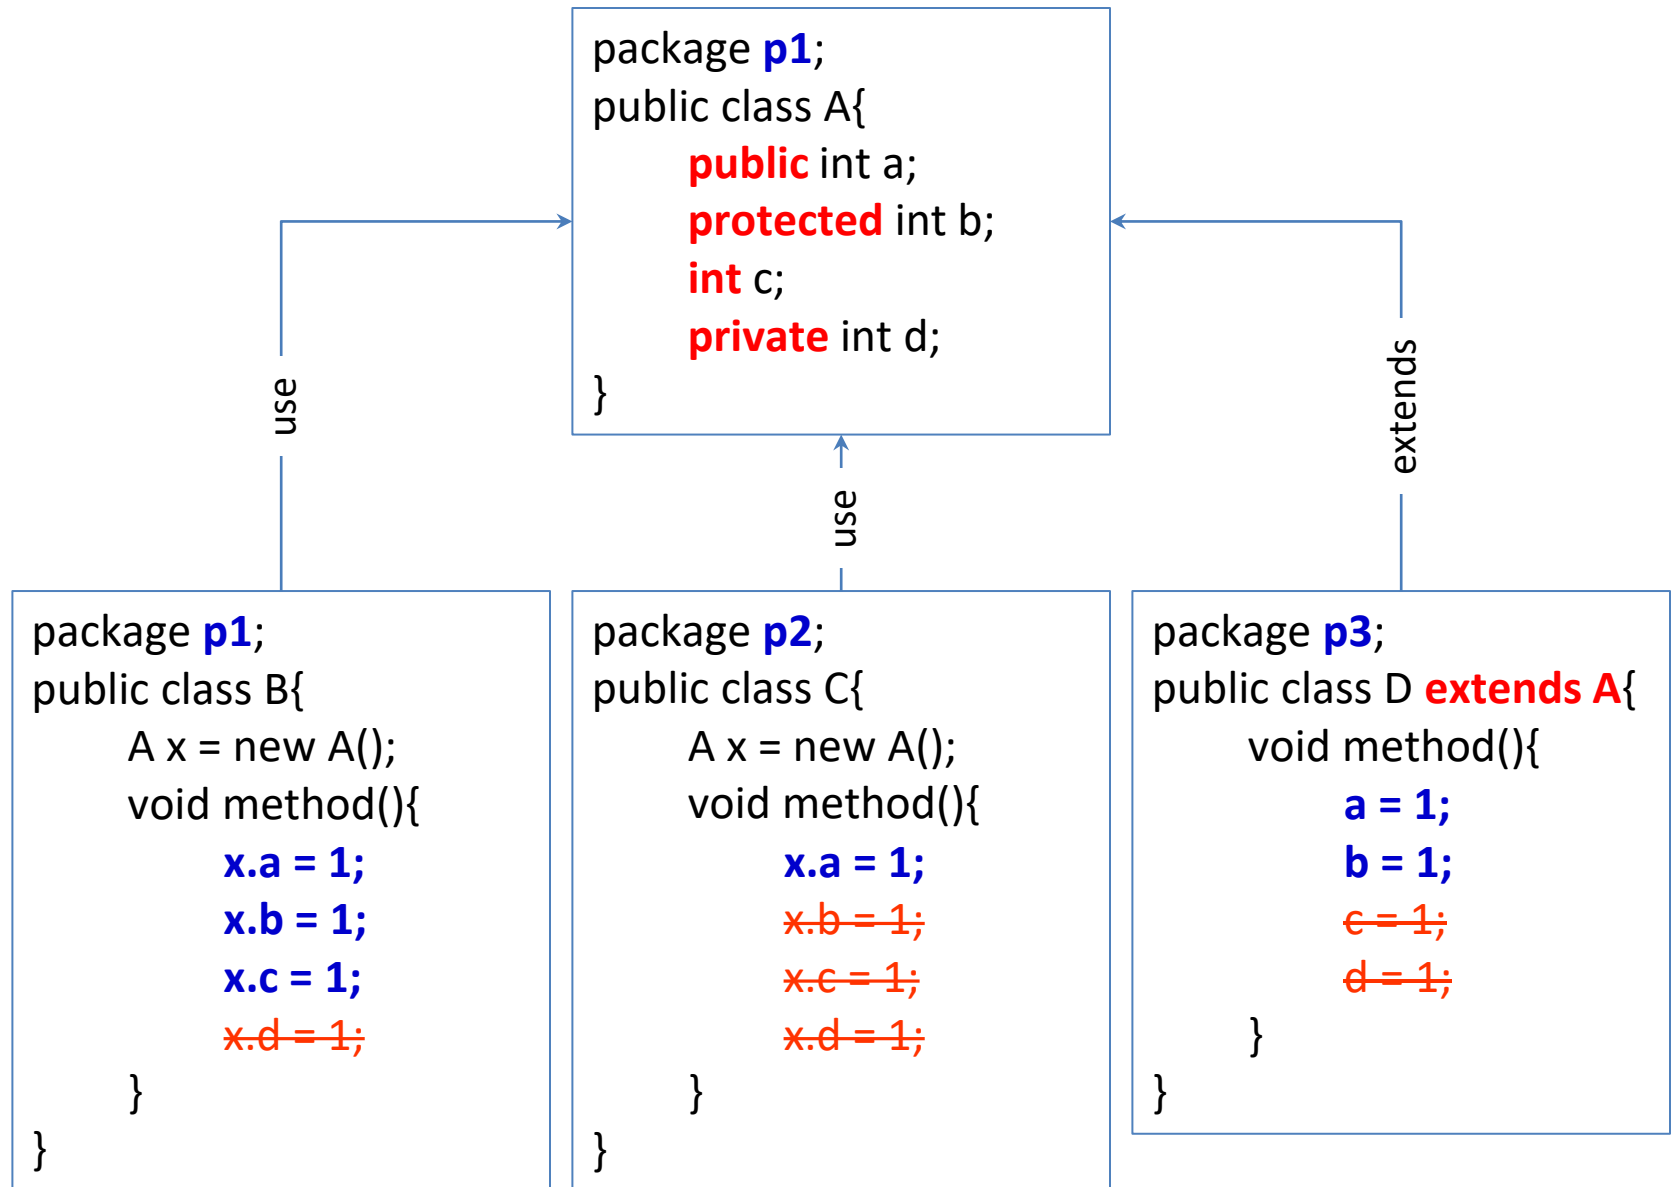 package p1;
public class A{
public int a;
protected int b;
int c;
private int d;
}
use
use
extends
package p1;
public class B{
A x = new A();
void method(){
x.a = 1;
x.b = 1;
x.c = 1;
x.d = 1;
}
}
package p2;
public class C{
A x = new A();
void method(){
x.a = 1;
x.b = 1;
x.c = 1;
x.d = 1;
}
}
package p3;
public class D extends A{
void method(){
a = 1;
b = 1;
c = 1;
d = 1;
}
}